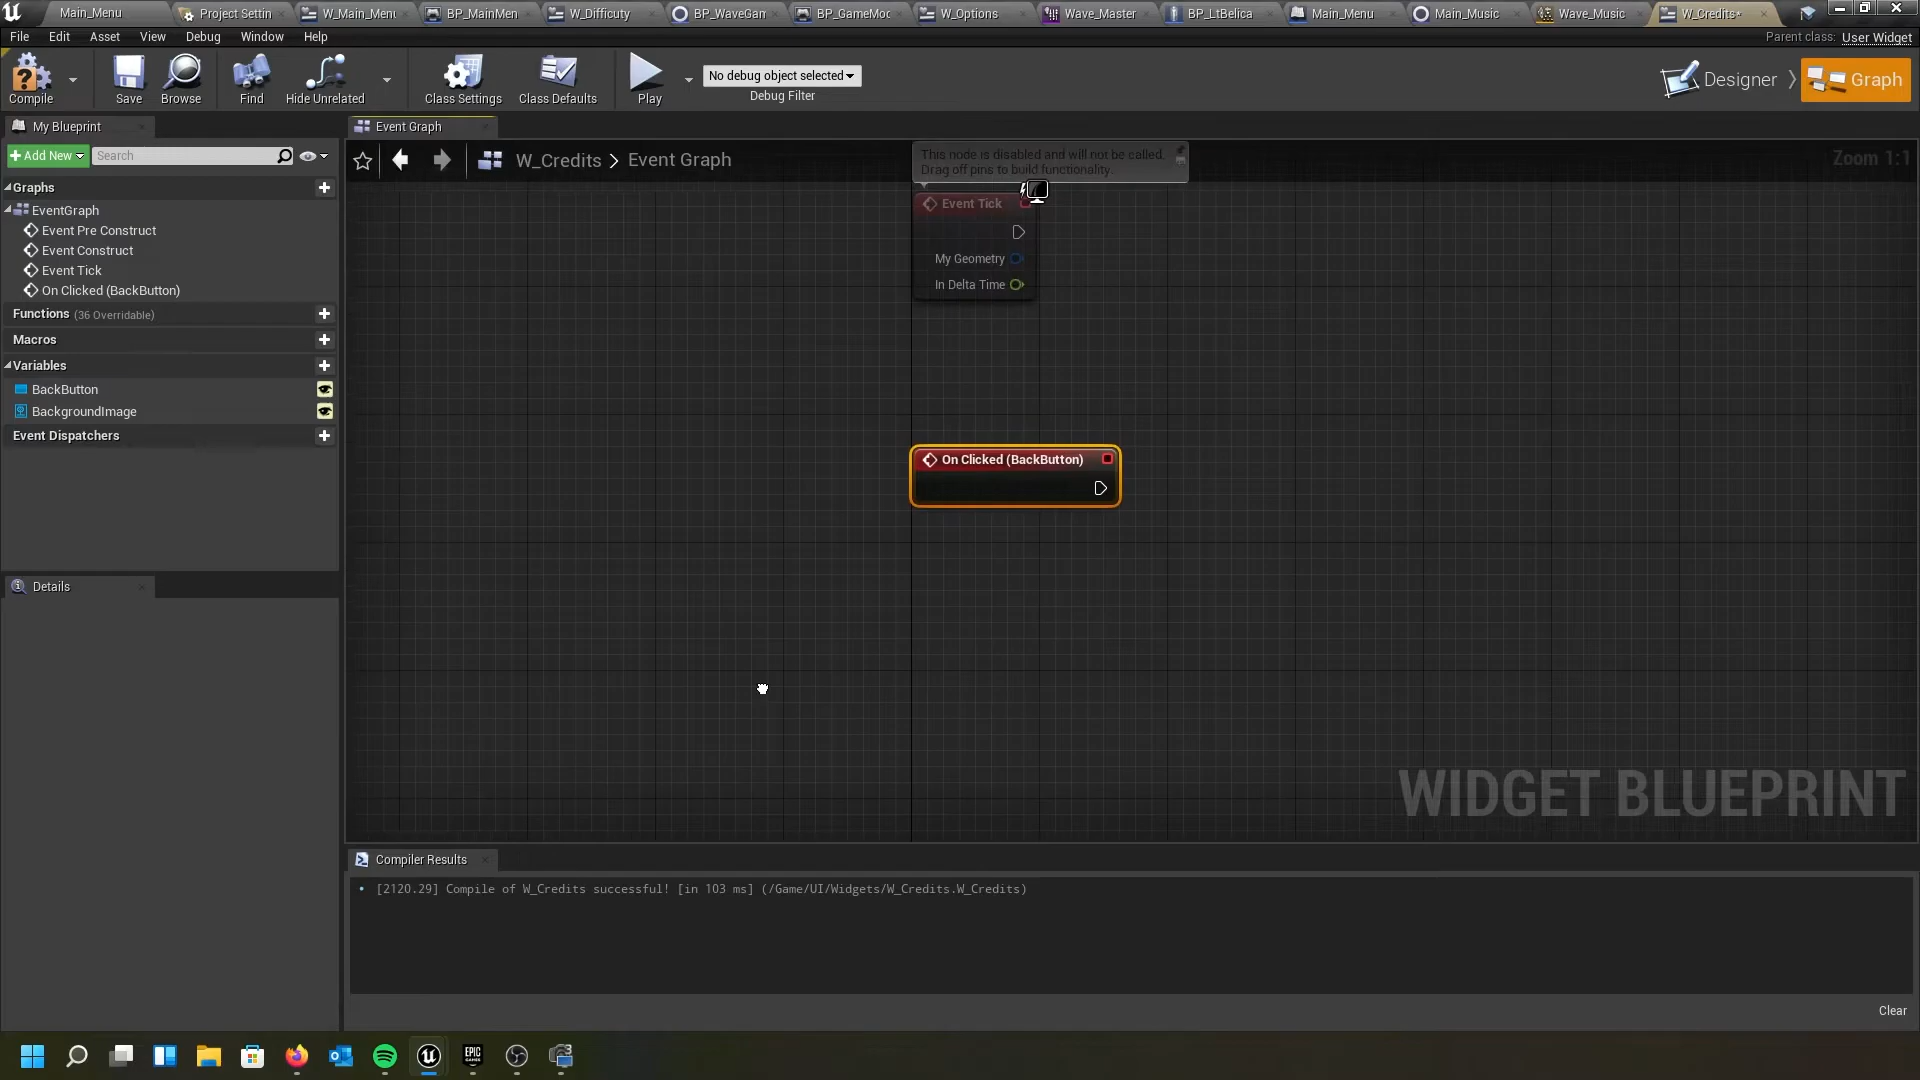 Main_Menu
Project Settin
W_Main_Menu
BP_MainMen
W_Difficuty
BP_WaveGam
BP_GameMod
W_Options
Wave_Master
BP_LtBelica
Main_Menu
Main_Music
Wave_Music
W_Credits*
File Edit Asset View Debug Window Help
Parent class: User Widget
Compile
Save
Browse
Find
Hide Unrelated
Class Settings
Class Defaults
Play
No debug object selected
Debug Filter
Designer
Graph
My Blueprint
Event Graph
Add New
Search
W_Credits > Event Graph
Zoom 1:1
Graphs
EventGraph
Event Pre Construct
Event Construct
Event Tick
On Clicked (BackButton)
Functions (36 Overridable)
Macros
Variables
BackButton
BackgroundImage
Event Dispatchers
This node is disabled and will not be called.
Drag off pins to build functionality.
Event Tick
My Geometry
In Delta Time
On Clicked (BackButton)
WIDGET BLUEPRINT
Details
Compiler Results
[2120.29] Compile of W_Credits successful! [in 103 ms] (/Game/UI/Widgets/W_Credits.W_Credits)
Clear
EPIC
GAMES